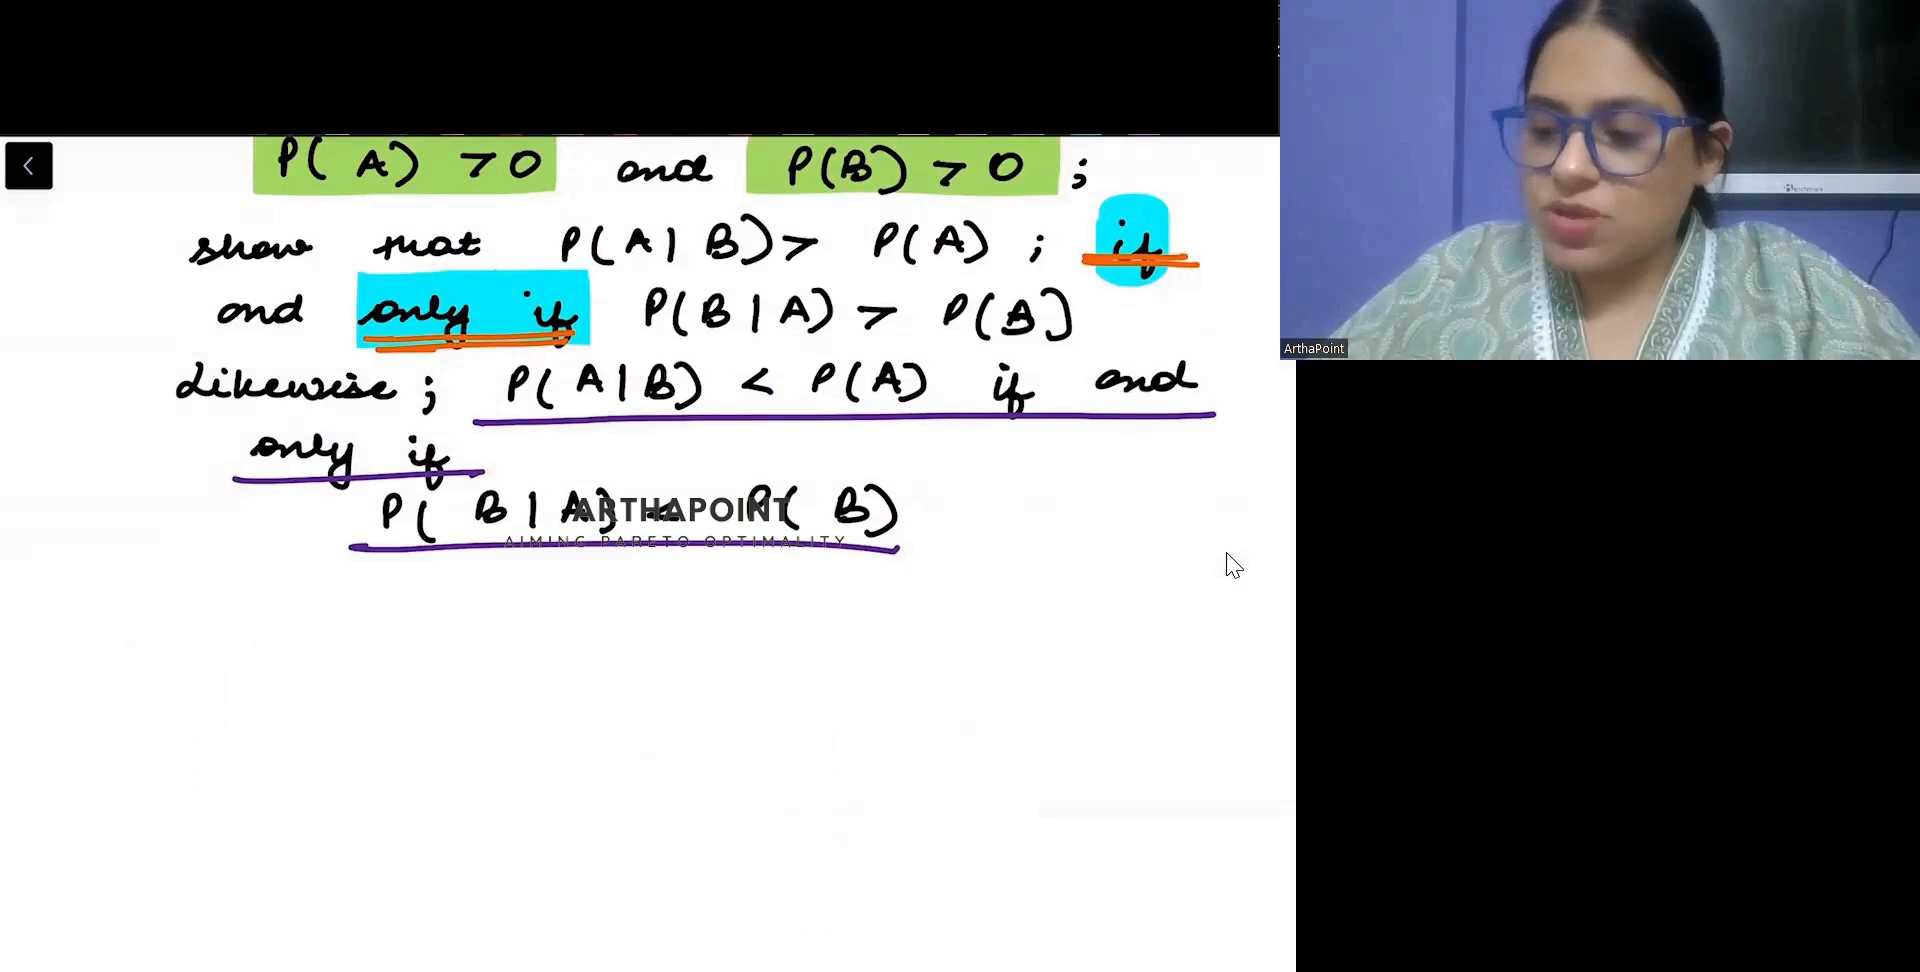 P(A) > 0 and P(B) > 0 ;
show that P(A | B) > P(A) ; if
and only if P(B | A) > P(B)
Likewise ; P(A | B) < P(A) if and
only if
P(B | A) < P(B)
ARTHAPOINT
AIMING PARETO OPTIMALITY
Benchmark
ArthaPoint